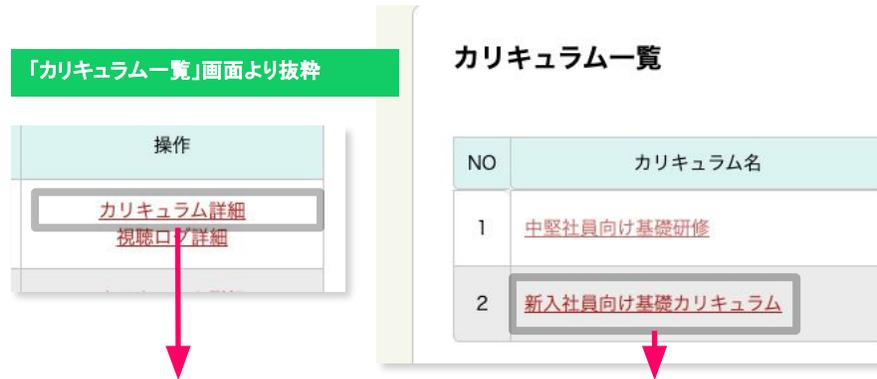 「カリキュラム一覧」画面より抜粋
操作
カリキュラム詳細
視聴ログ詳細
カリキュラム一覧
NO カリキュラム名
1 中堅社員向け基礎研修
2 新入社員向け基礎カリキュラム